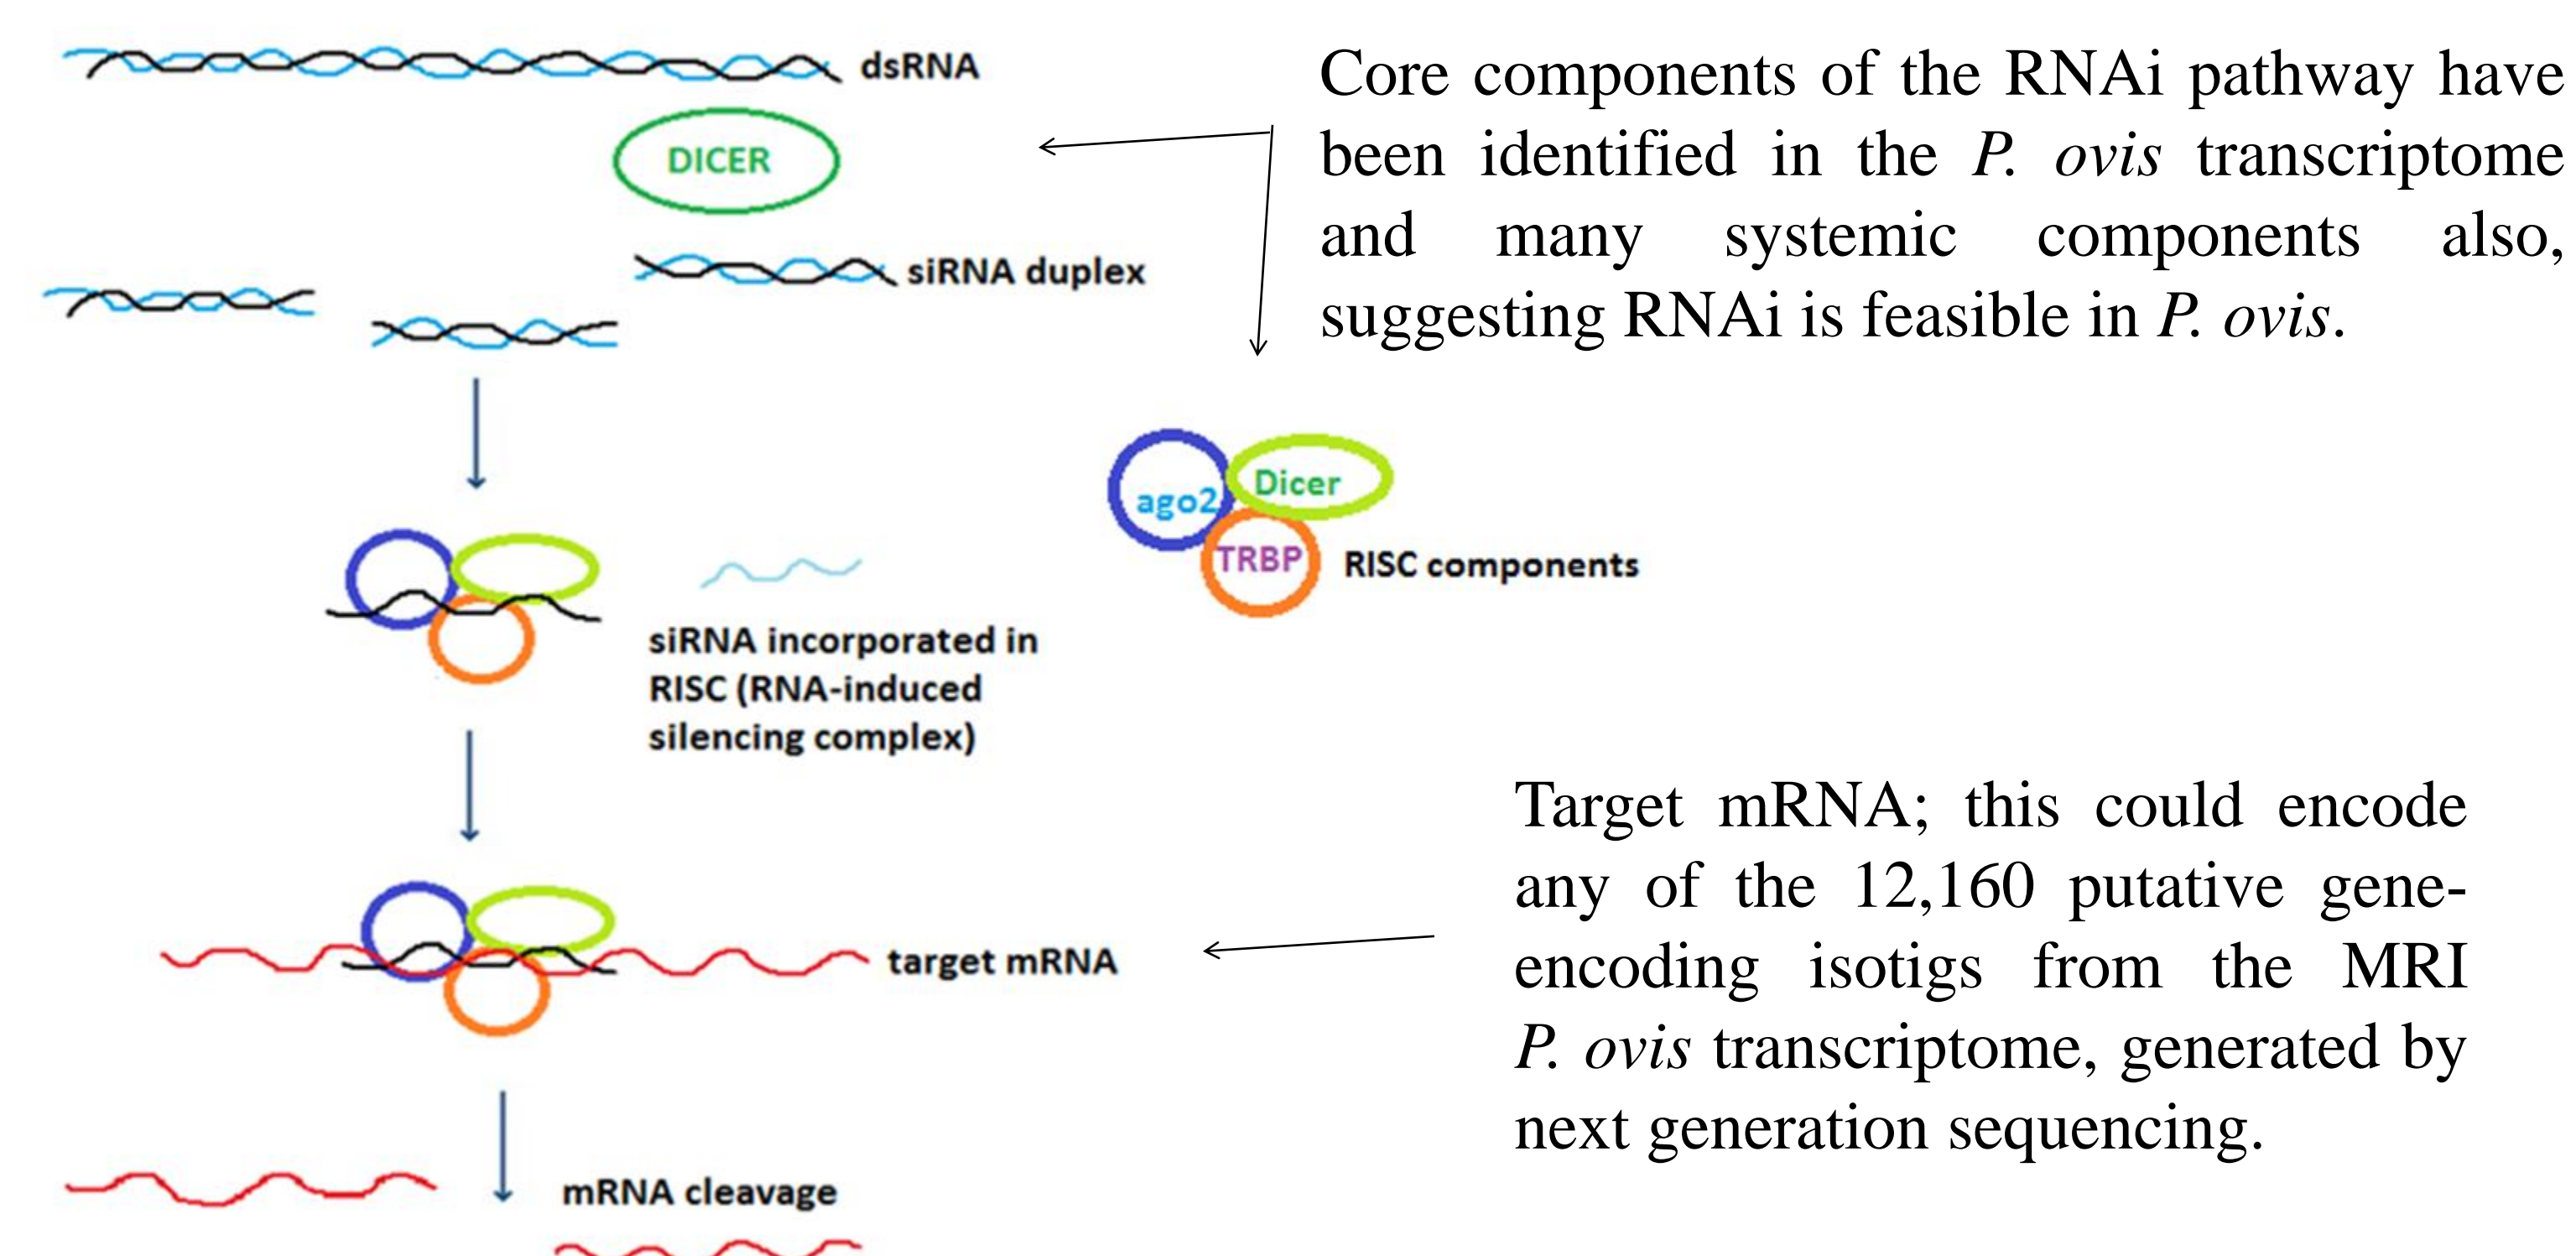 dsRNA
DICER
siRNA duplex
Core components of the RNAi pathway have
been identified in the P. ovis transcriptome
and many systemic components also,
suggesting RNAi is feasible in P. ovis.
ago2
Dicer
TRBP
RISC components
siRNA incorporated in
RISC (RNA-induced
silencing complex)
target mRNA
Target mRNA; this could encode
any of the 12,160 putative gene-
encoding isotigs from the MRI
P. ovis transcriptome, generated by
next generation sequencing.
mRNA cleavage